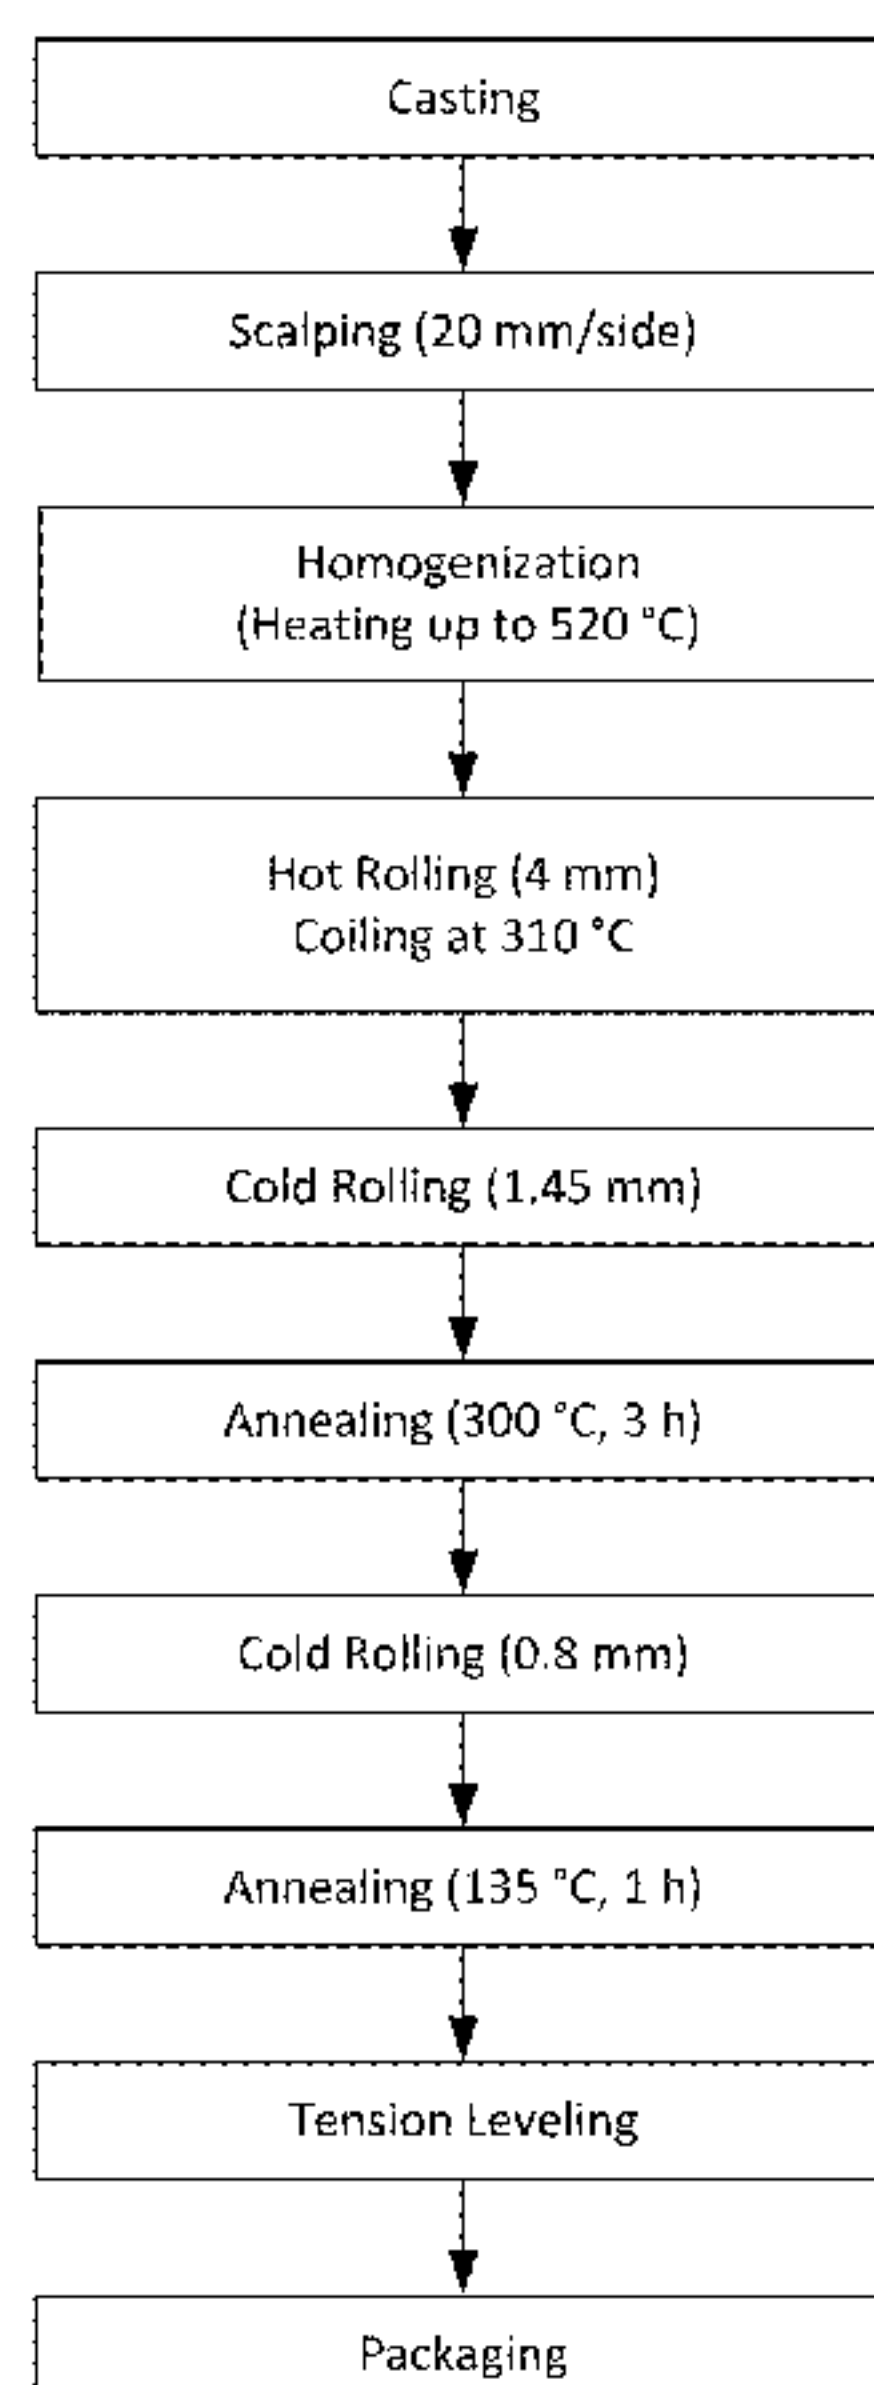 Casting
Scalping (20 mm/side)
Homogenization
(Heating up to 520 °C)
Hot Rolling (4 mm)
Coiling at 310 °C
Cold Rolling (1.45 mm)
Annealing (300 °C, 3 h)
Cold Rolling (0.8 mm)
Annealing (135 °C, 1 h)
Tension Leveling
Packaging